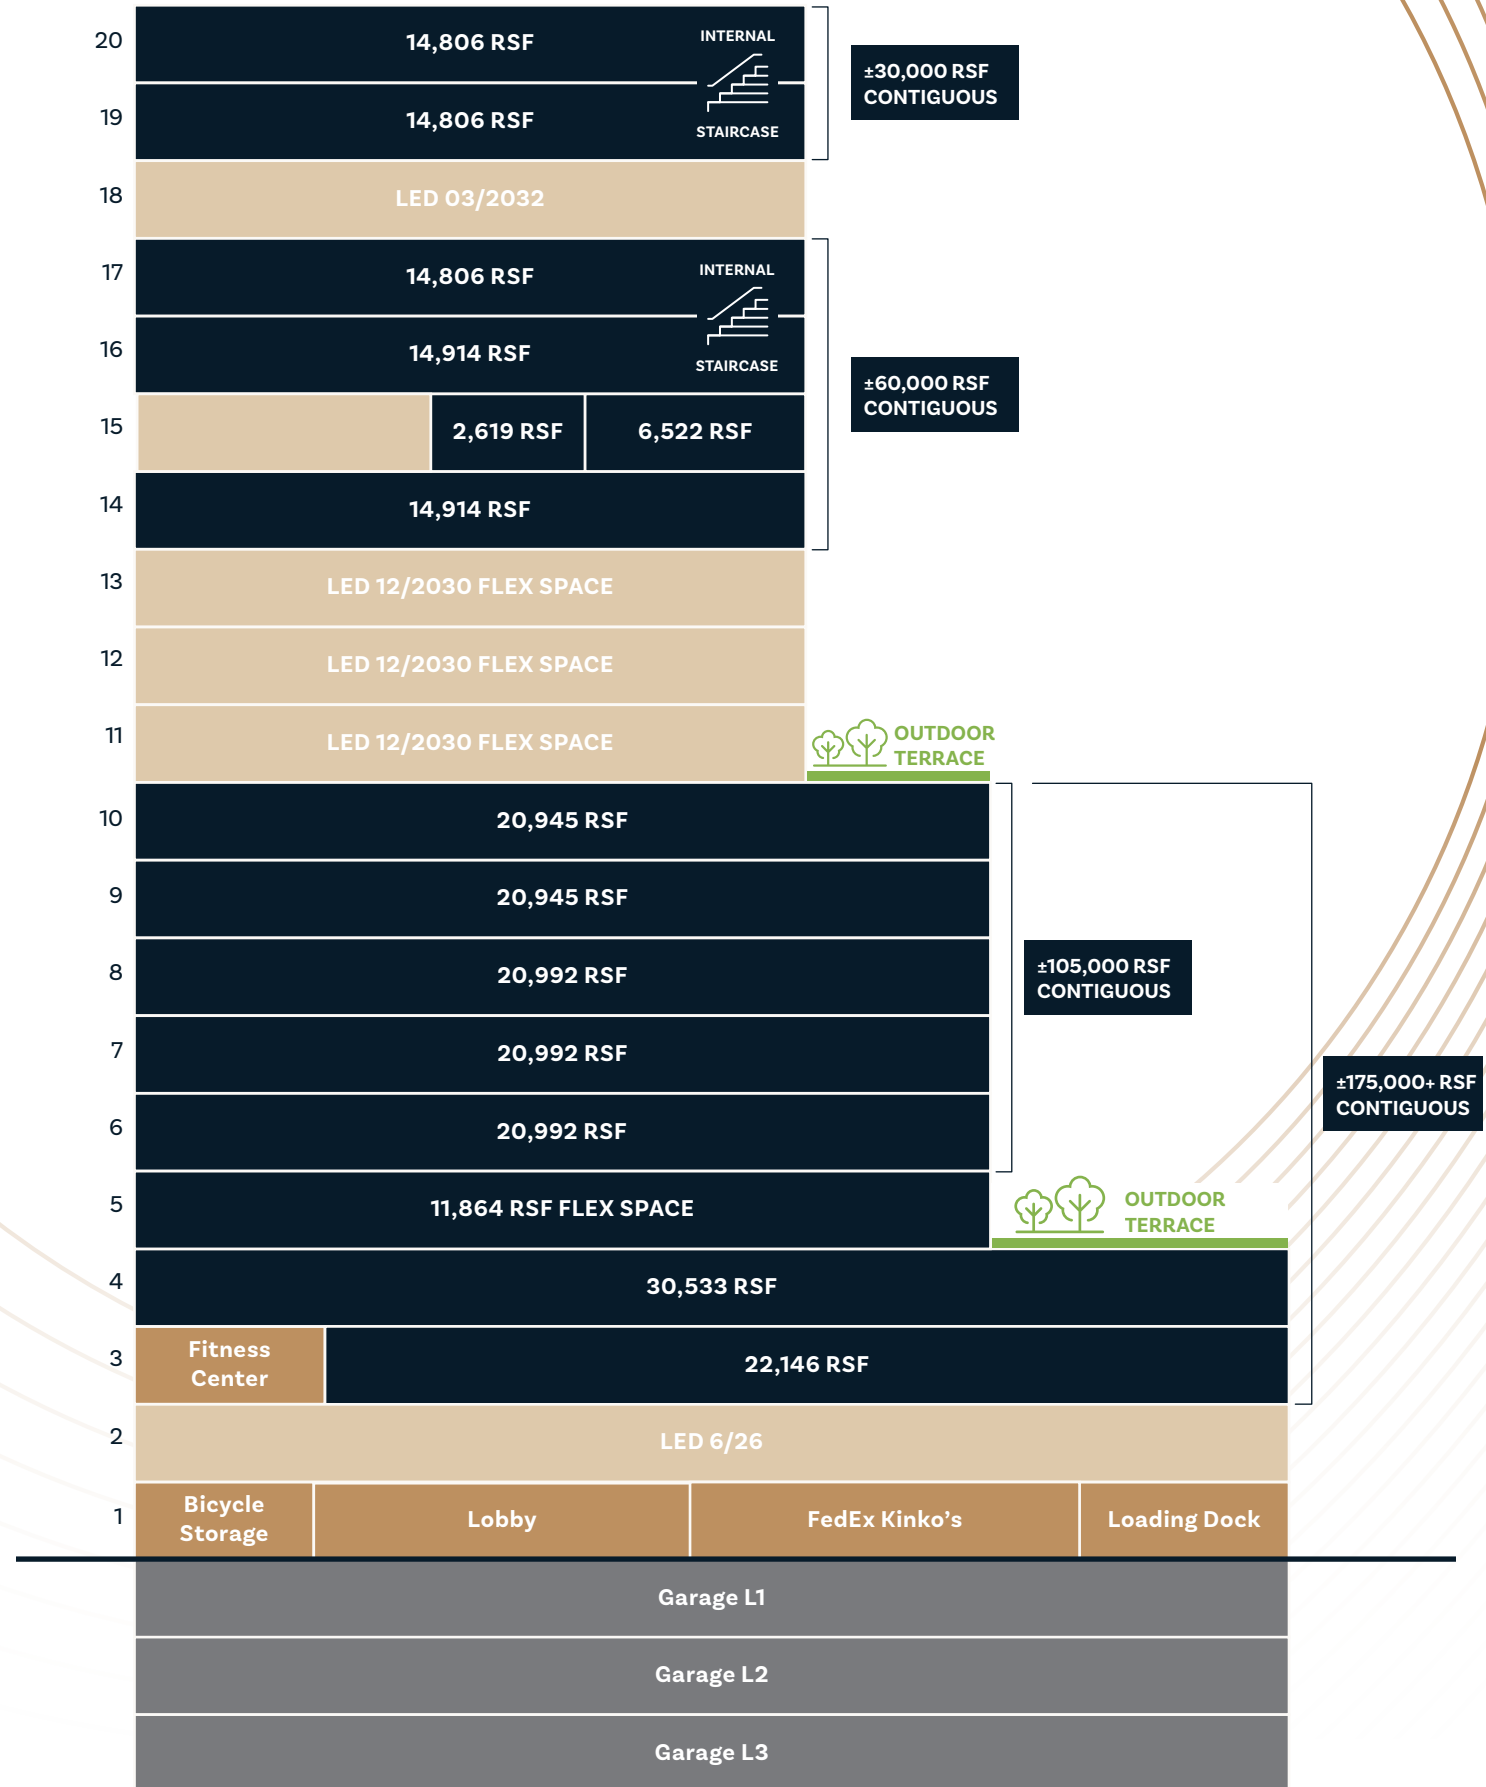 20
14,806 RSF
INTERNAL
STAIRCASE
19
14,806 RSF
±30,000 RSF
CONTIGUOUS
18
LED 03/2032
17
14,806 RSF
INTERNAL
STAIRCASE
16
14,914 RSF
±60,000 RSF
CONTIGUOUS
15
2,619 RSF
6,522 RSF
14
14,914 RSF
13
LED 12/2030 FLEX SPACE
12
LED 12/2030 FLEX SPACE
11
LED 12/2030 FLEX SPACE
OUTDOOR
TERRACE
10
20,945 RSF
9
20,945 RSF
8
20,992 RSF
±105,000 RSF
CONTIGUOUS
7
20,992 RSF
±175,000+ RSF
CONTIGUOUS
6
20,992 RSF
5
11,864 RSF FLEX SPACE
OUTDOOR
TERRACE
4
30,533 RSF
3
Fitness
Center
22,146 RSF
2
LED 6/26
1
Bicycle
Storage
Lobby
FedEx Kinko’s
Loading Dock
Garage L1
Garage L2
Garage L3